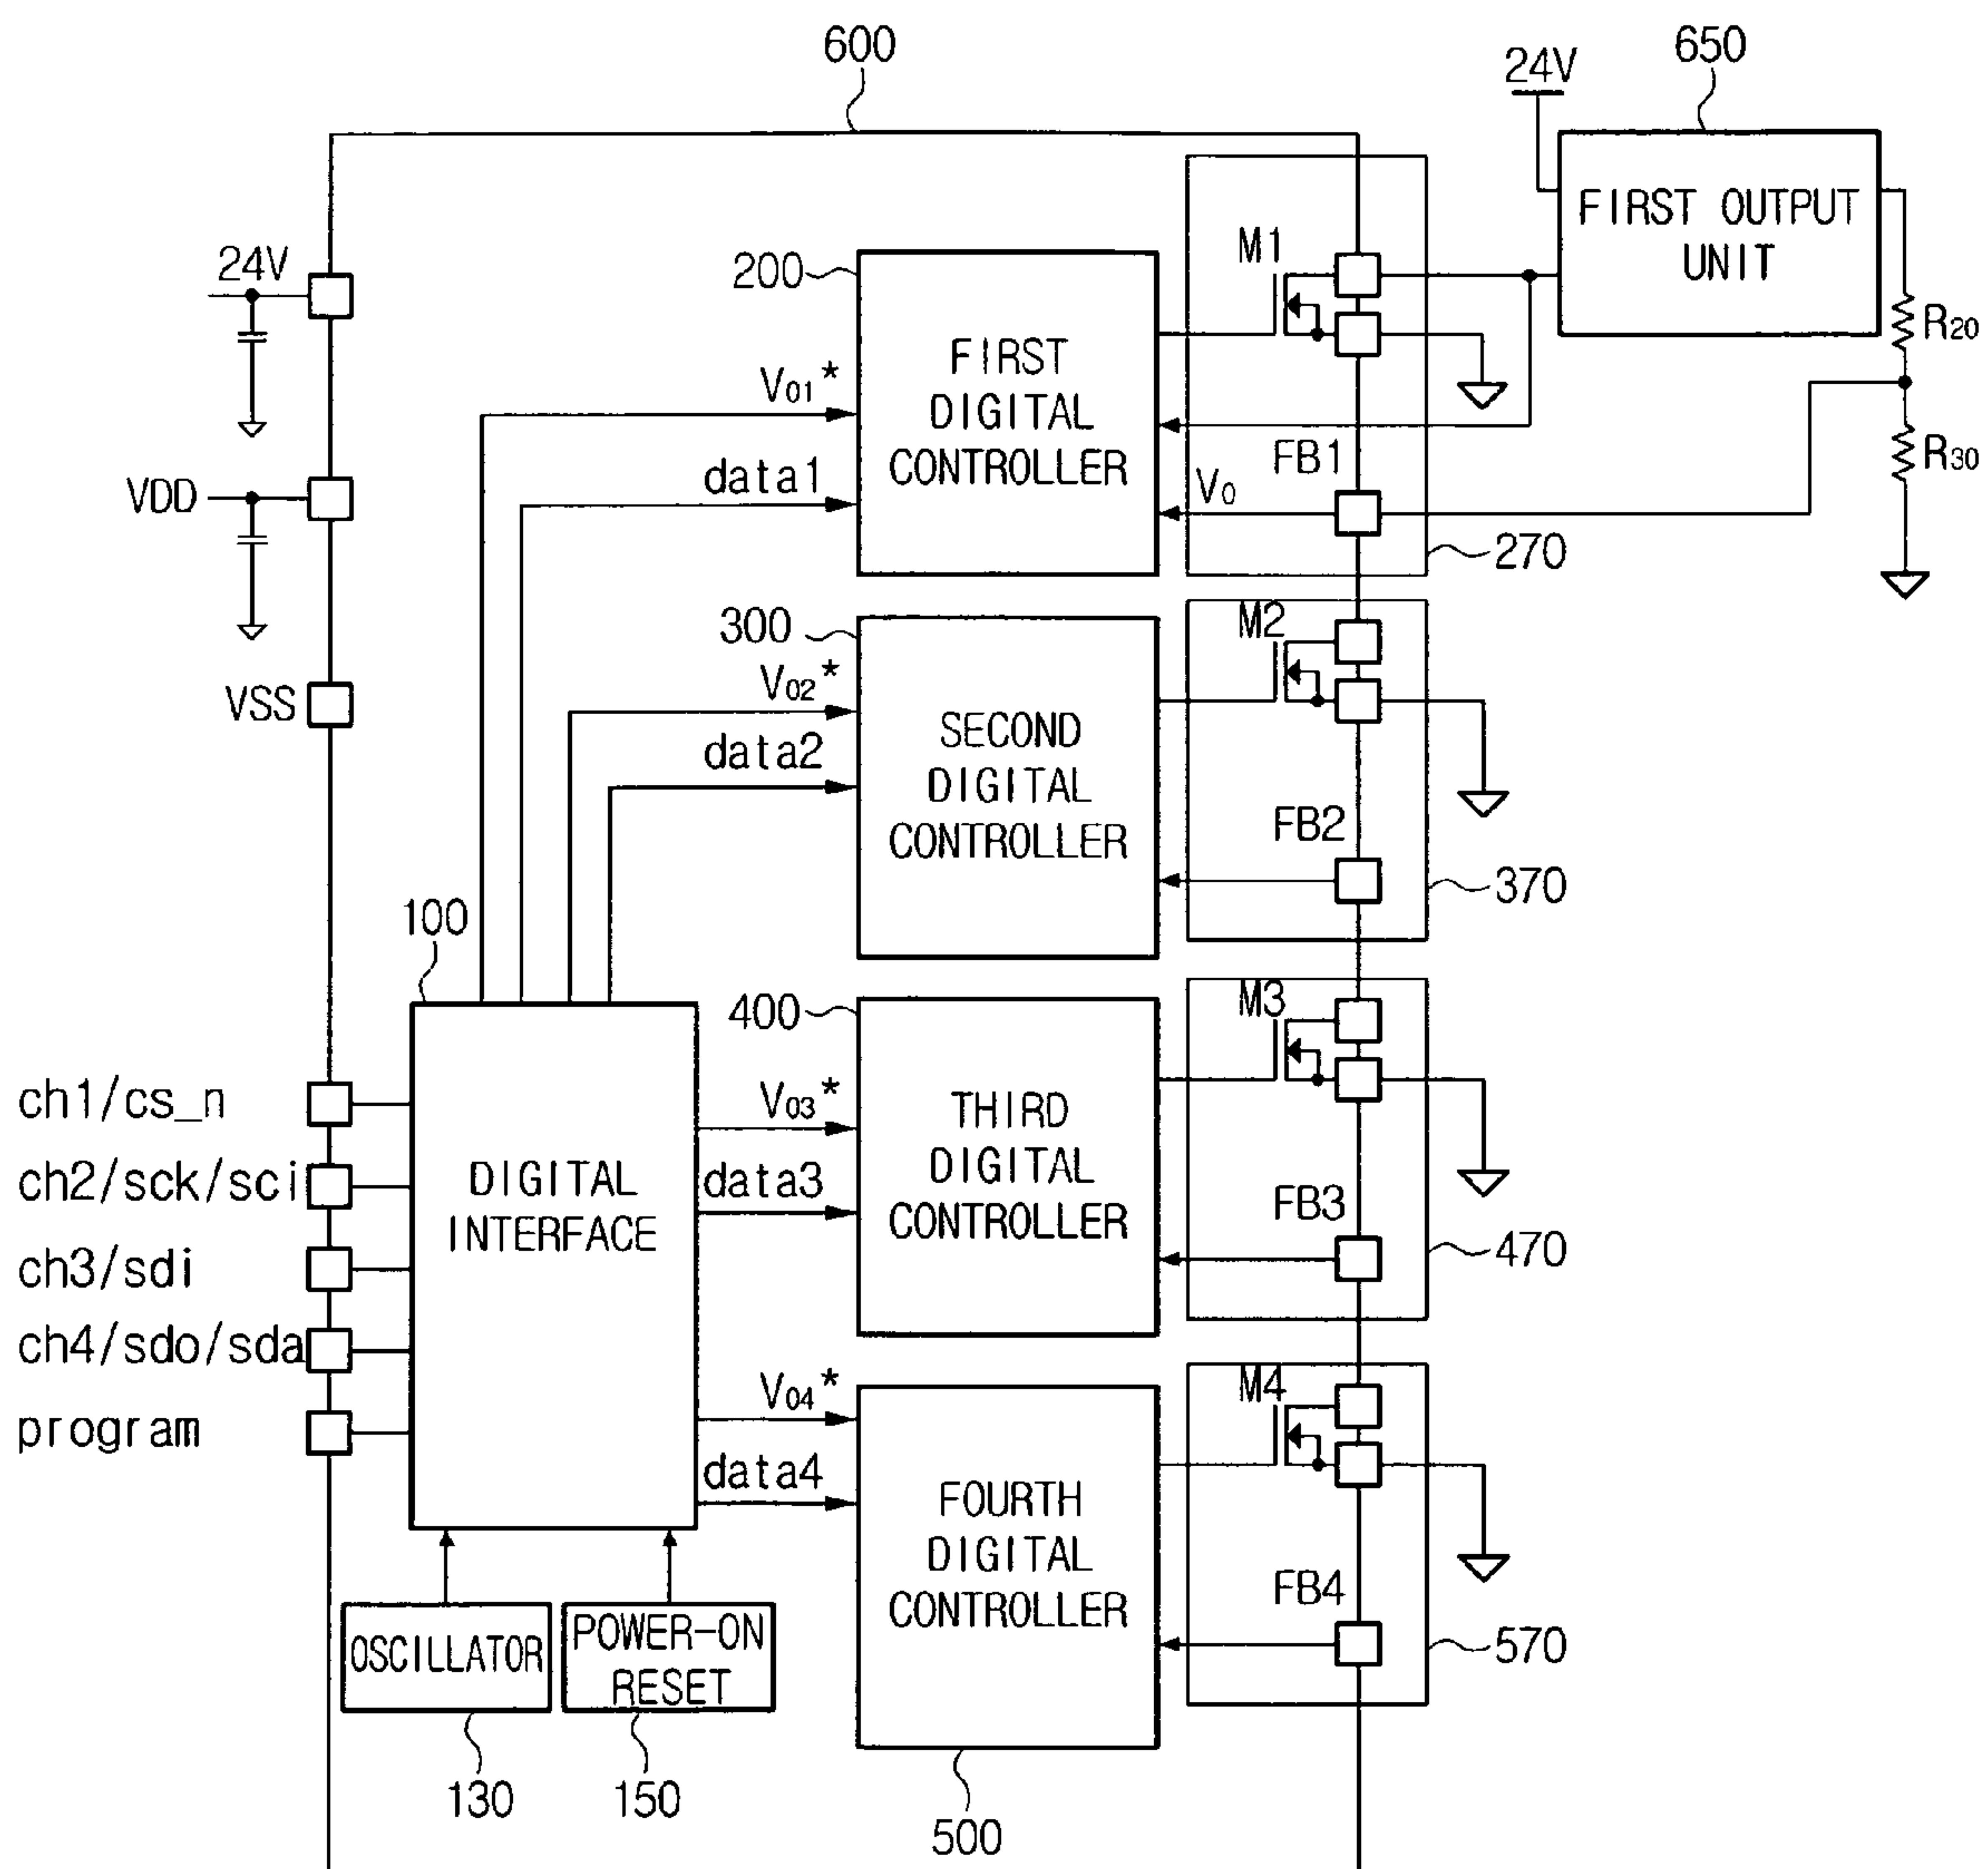 600
650
24V
FIRST OUTPUT
UNIT
M1
24V
200
R20
FIRST
DIGITAL
CONTROLLER
V01*
FB1
R30
data1
V0
VDD
270
300
M2
V02*
VSS
SECOND
DIGITAL
CONTROLLER
data2
FB2
370
100
400
M3
ch1/cs_n
V03*
THIRD
DIGITAL
CONTROLLER
ch2/sck/sci
DIGITAL
INTERFACE
data3
FB3
470
ch3/sdi
ch4/sdo/sda
V04*
M4
program
data4
FOURTH
DIGITAL
CONTROLLER
FB4
OSCILLATOR
POWER-ON
RESET
570
130
150
500